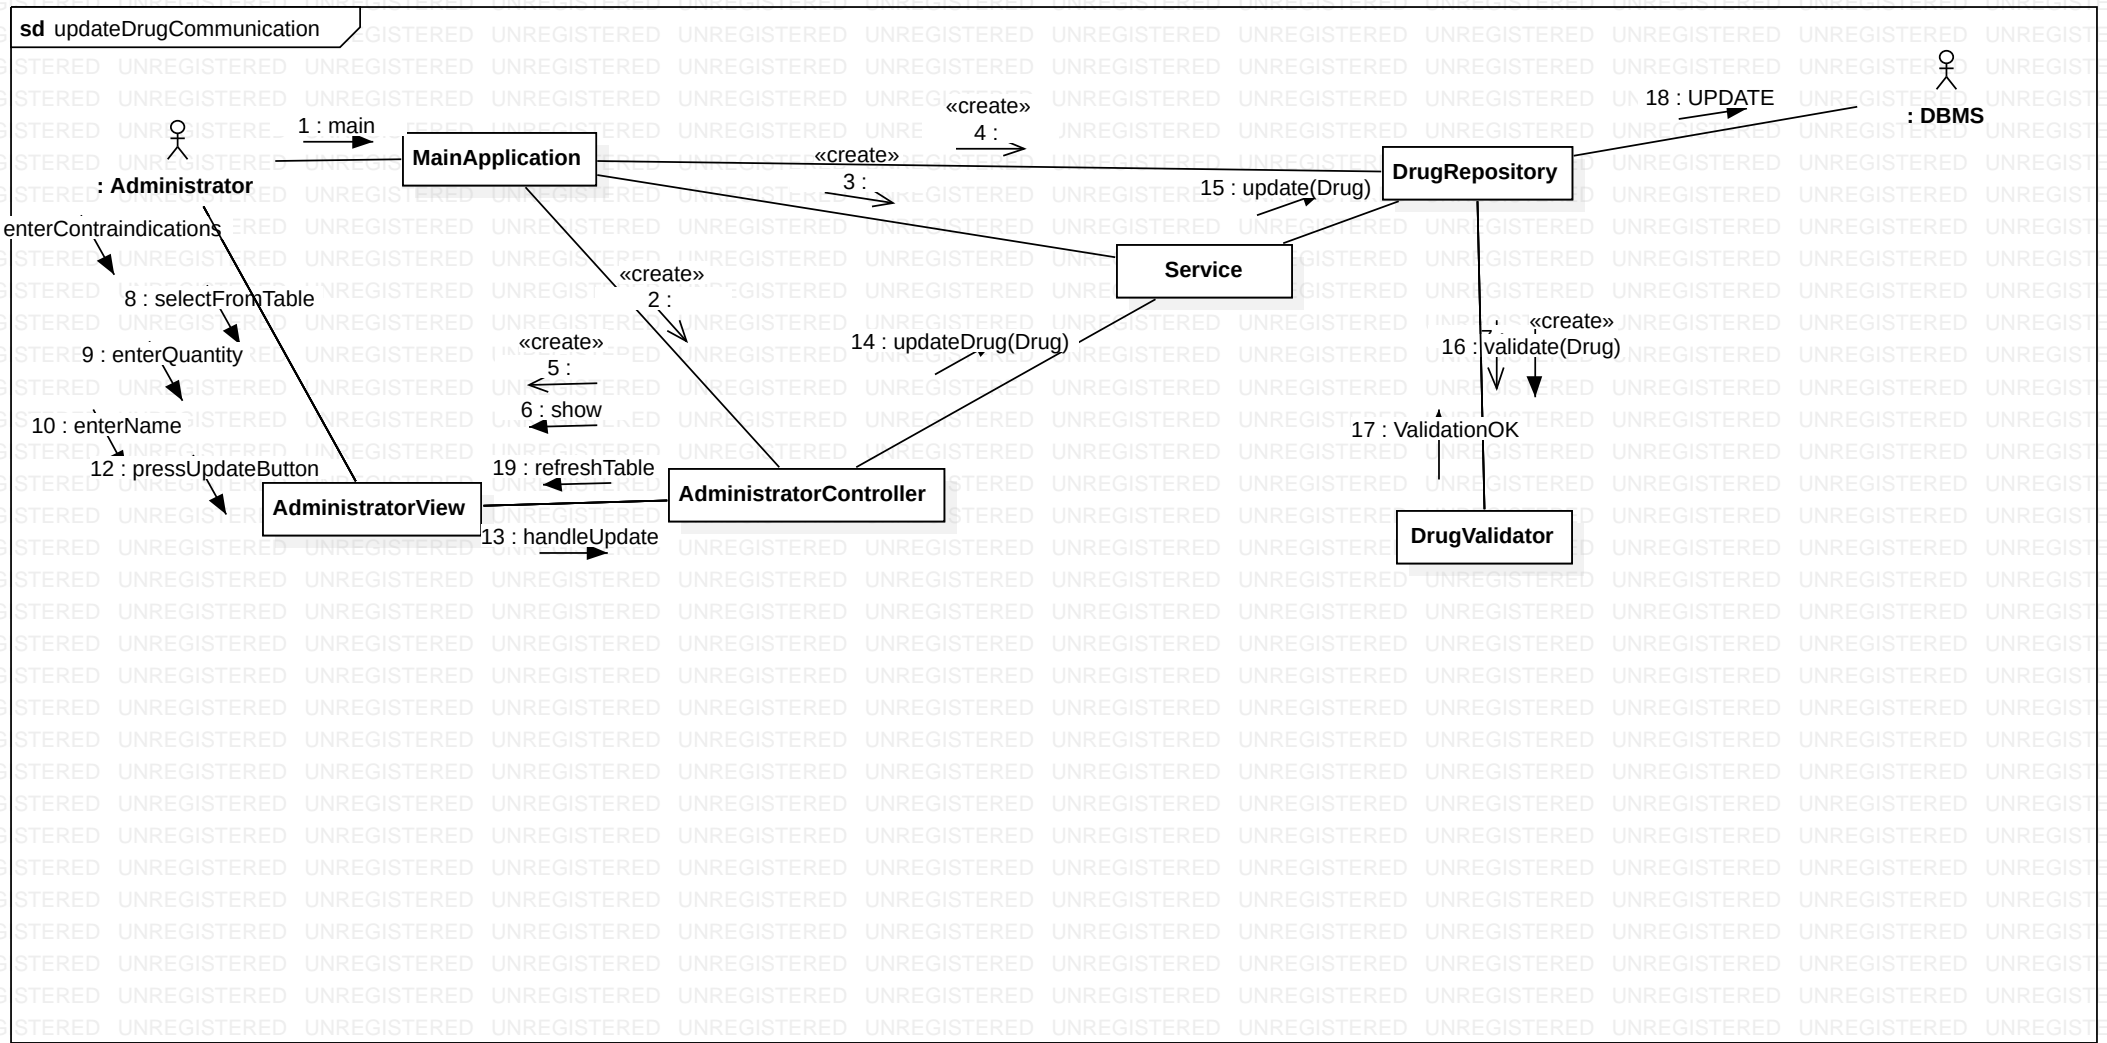 sd updateDrugCommunication
: Administrator
1 : main
MainApplication
«create»
4 :
«create»
3 :
15 : update(Drug)
DrugRepository
18 : UPDATE
: DBMS
enterContraindications
8 : selectFromTable
9 : enterQuantity
10 : enterName
12 : pressUpdateButton
«create»
2 :
Service
14 : updateDrug(Drug)
«create»
5 :
6 : show
19 : refreshTable
13 : handleUpdate
AdministratorView
AdministratorController
«create»
16 : validate(Drug)
17 : ValidationOK
DrugValidator
UNREGISTERED